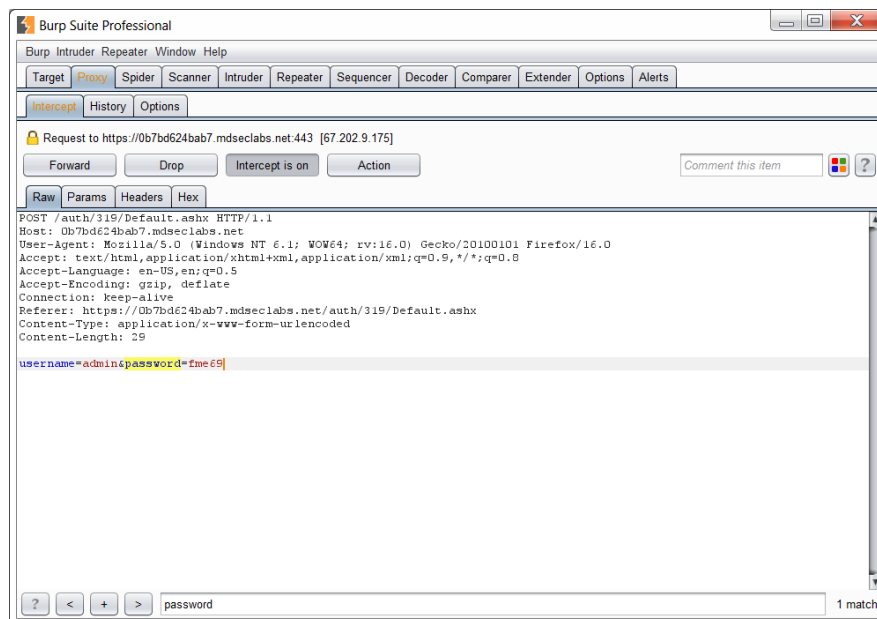 Burp Suite Professional
Burp Intruder Repeater Window Help
Target Proxy Spider Scanner Intruder Repeater Sequencer Decoder Comparer Extender Options Alerts
Intercept History Options
Request to https://0b7bd624bab7.mdseclabs.net:443 [67.202.9.175]
Forward Drop Intercept is on Action Comment this item ?
Raw Params Headers Hex
POST /auth/319/Default.ashx HTTP/1.1
Host: 0b7bd624bab7.mdseclabs.net
User-Agent: Mozilla/5.0 (Windows NT 6.1; WOW64; rv:16.0) Gecko/20100101 Firefox/16.0
Accept: text/html,application/xhtml+xml,application/xml;q=0.9,*/*;q=0.8
Accept-Language: en-US,en;q=0.5
Accept-Encoding: gzip, deflate
Connection: keep-alive
Referer: https://0b7bd624bab7.mdseclabs.net/auth/319/Default.ashx
Content-Type: application/x-www-form-urlencoded
Content-Length: 29
username=admin&password=fme69
? < + > password 1 match